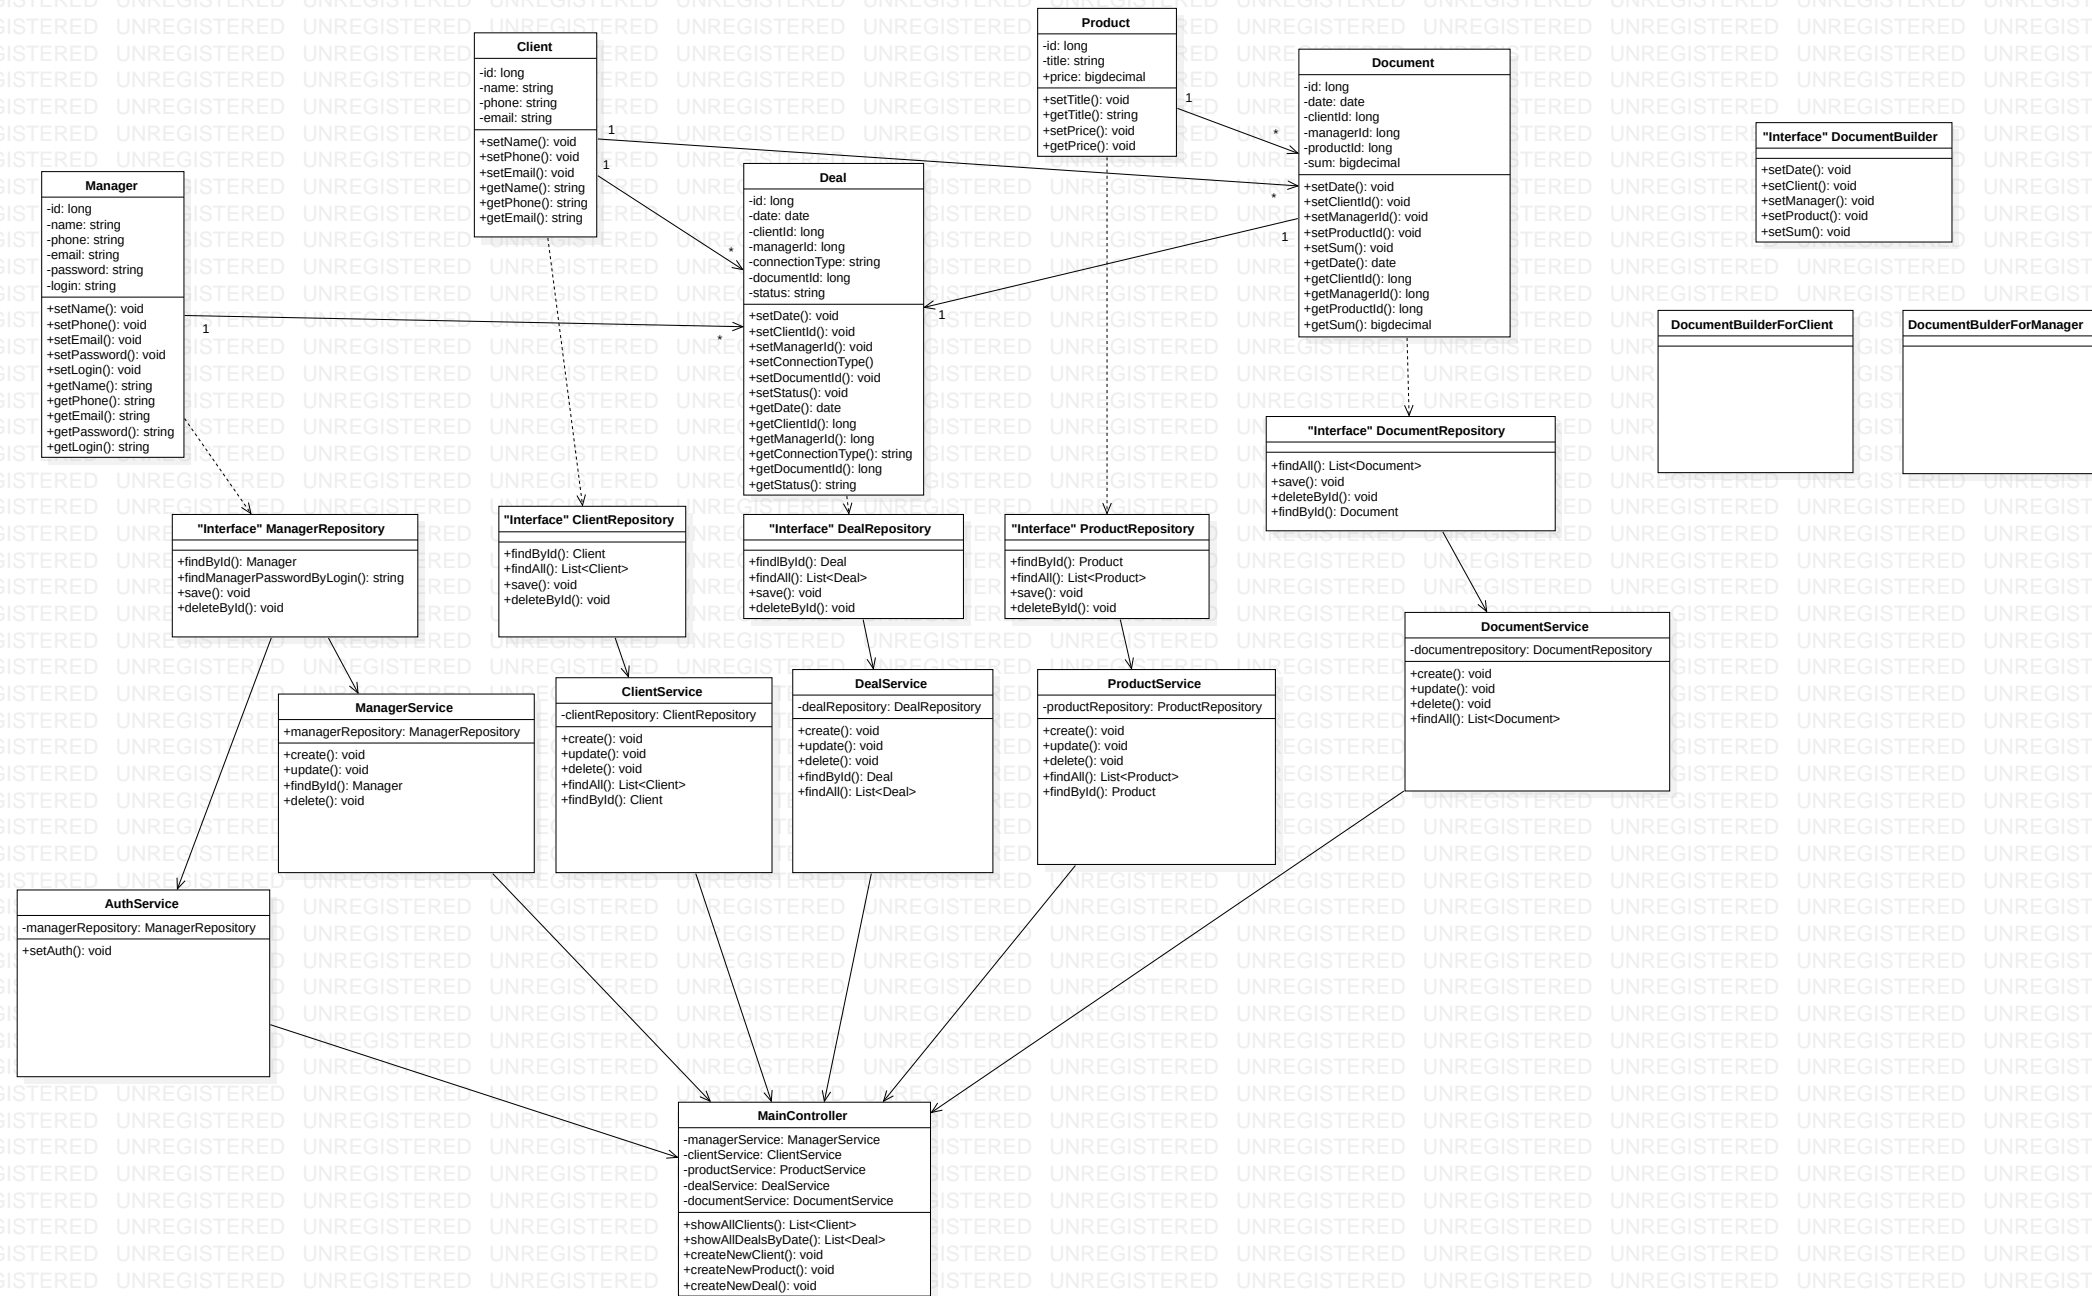 Product
-id: long
-title: string
+price: bigdecimal
+setTitle(): void
+getTitle(): string
+setPrice(): void
+getPrice(): void
1
*
Client
-id: long
-name: string
-phone: string
-email: string
+setName(): void
+setPhone(): void
+setEmail(): void
+getName(): string
+getPhone(): string
+getEmail(): string
1
*
1
*
Document
-id: long
-date: date
-clientId: long
-managerId: long
-productId: long
-sum: bigdecimal
+setDate(): void
+setClientId(): void
+setManagerId(): void
+setProductId(): void
+setSum(): void
+getDate(): date
+getClientId(): long
+getManagerId(): long
+getProductId(): long
+getSum(): bigdecimal
1
1
"Interface" DocumentBuilder
+setDate(): void
+setClient(): void
+setManager(): void
+setProduct(): void
+setSum(): void
Manager
-id: long
-name: string
-phone: string
-email: string
-password: string
-login: string
+setName(): void
+setPhone(): void
+setEmail(): void
+setPassword(): void
+setLogin(): void
+getName(): string
+getPhone(): string
+getEmail(): string
+getPassword(): string
+getLogin(): string
1
*
Deal
-id: long
-date: date
-clientId: long
-managerId: long
-connectionType: string
-documentId: long
-status: string
+setDate(): void
+setClientId(): void
+setManagerId(): void
+setConnectionType()
+setDocumentId(): void
+setStatus(): void
+getDate(): date
+getClientId(): long
+getManagerId(): long
+getConnectionType(): string
+getDocumentId(): long
+getStatus(): string
DocumentBuilderForClient
DocumentBulderForManager
"Interface" DocumentRepository
+findAll(): List<Document>
+save(): void
+deleteById(): void
+findById(): Document
"Interface" ManagerRepository
+findById(): Manager
+findManagerPasswordByLogin(): string
+save(): void
+deleteById(): void
"Interface" ClientRepository
+findById(): Client
+findAll(): List<Client>
+save(): void
+deleteById(): void
"Interface" DealRepository
+findlById(): Deal
+findAll(): List<Deal>
+save(): void
+deleteById(): void
"Interface" ProductRepository
+findById(): Product
+findAll(): List<Product>
+save(): void
+deleteById(): void
DocumentService
-documentrepository: DocumentRepository
+create(): void
+update(): void
+delete(): void
+findAll(): List<Document>
ManagerService
+managerRepository: ManagerRepository
+create(): void
+update(): void
+findById(): Manager
+delete(): void
ClientService
-clientRepository: ClientRepository
+create(): void
+update(): void
+delete(): void
+findAll(): List<Client>
+findById(): Client
DealService
-dealRepository: DealRepository
+create(): void
+update(): void
+delete(): void
+findById(): Deal
+findAll(): List<Deal>
ProductService
-productRepository: ProductRepository
+create(): void
+update(): void
+delete(): void
+findAll(): List<Product>
+findById(): Product
AuthService
-managerRepository: ManagerRepository
+setAuth(): void
MainController
-managerService: ManagerService
-clientService: ClientService
-productService: ProductService
-dealService: DealService
-documentService: DocumentService
+showAllClients(): List<Client>
+showAllDealsByDate(): List<Deal>
+createNewClient(): void
+createNewProduct(): void
+createNewDeal(): void